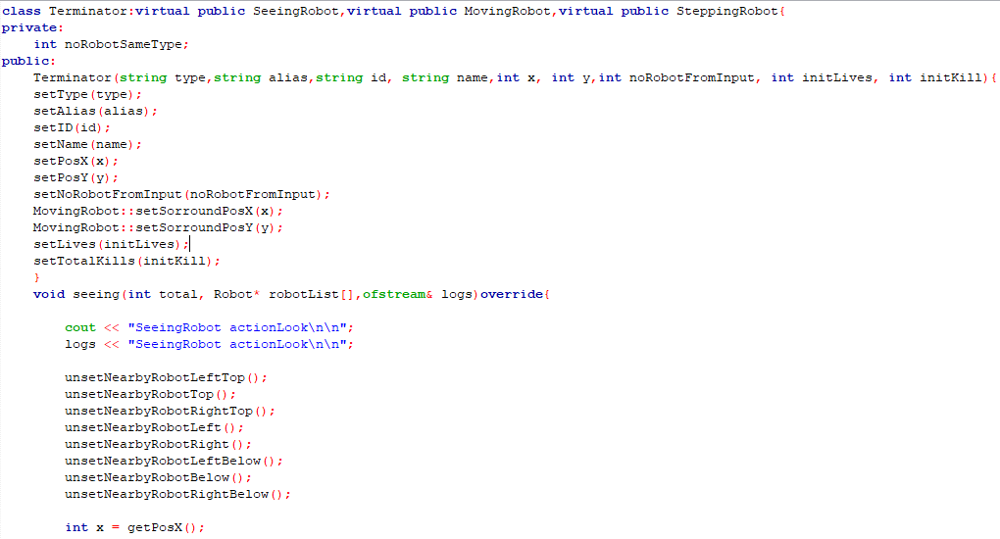 class Terminator:virtual public SeeingRobot,virtual public MovingRobot,virtual public SteppingRobot{
private:
    int noRobotSameType;
public:
    Terminator(string type,string alias,string id, string name,int x, int y,int noRobotFromInput, int initLives, int initKill){
    setType(type);
    setAlias(alias);
    setID(id);
    setName(name);
    setPosX(x);
    setPosY(y);
    setNoRobotFromInput(noRobotFromInput);
    MovingRobot::setSorroundPosX(x);
    MovingRobot::setSorroundPosY(y);
    setLives(initLives);
    setTotalKills(initKill);
    }
    void seeing(int total, Robot* robotList[],ofstream& logs)override{

        cout << "SeeingRobot actionLook\n\n";
        logs << "SeeingRobot actionLook\n\n";

        unsetNearbyRobotLeftTop();
        unsetNearbyRobotTop();
        unsetNearbyRobotRightTop();
        unsetNearbyRobotLeft();
        unsetNearbyRobotRight();
        unsetNearbyRobotLeftBelow();
        unsetNearbyRobotBelow();
        unsetNearbyRobotRightBelow();

        int x = getPosX();